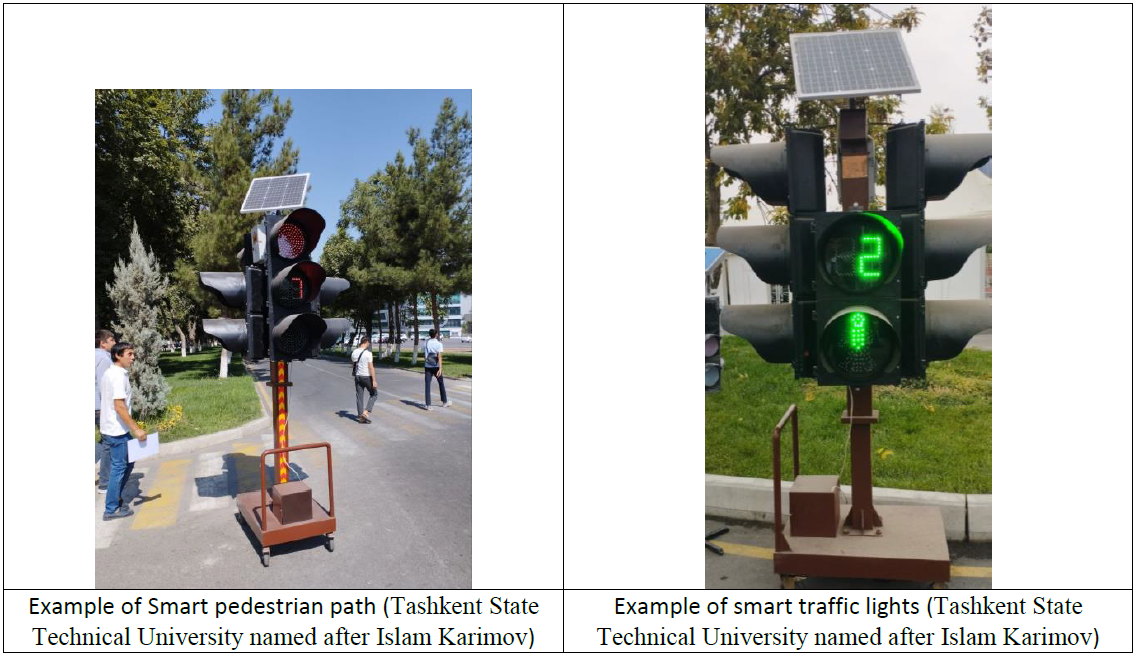 2
Example of Smart pedestrian path (Tashkent State
Technical University named after Islam Karimov)
Example of smart traffic lights (Tashkent State
Technical University named after Islam Karimov)